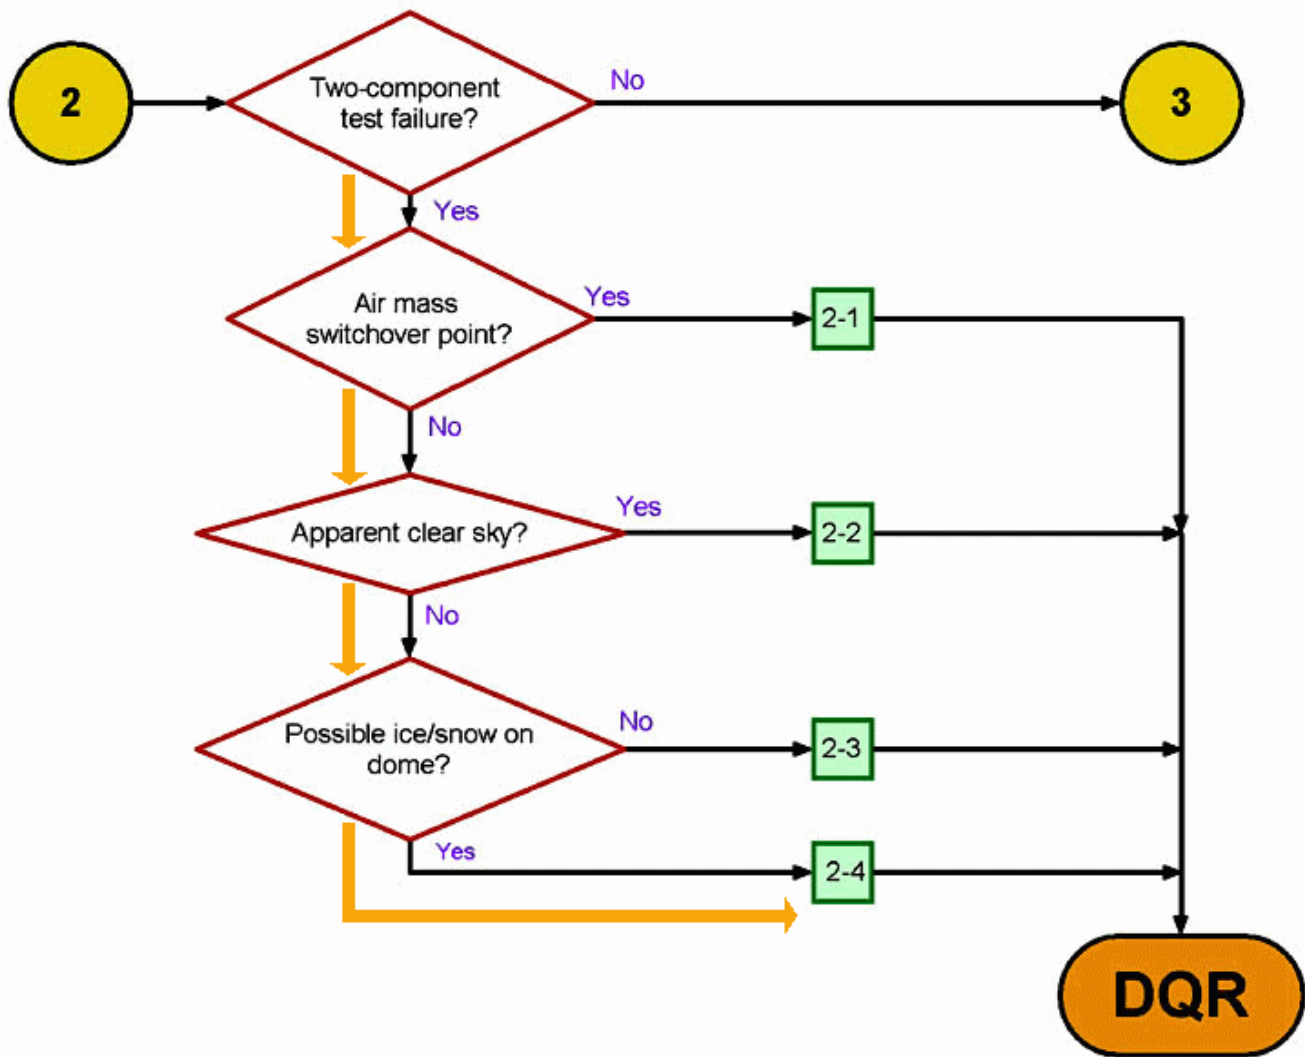 2
Two-component
test failure?
No
3
Yes
Air mass
switchover point?
Yes
2-1
No
Apparent clear sky?
Yes
2-2
No
Possible ice/snow on
dome?
No
2-3
Yes
2-4
DQR